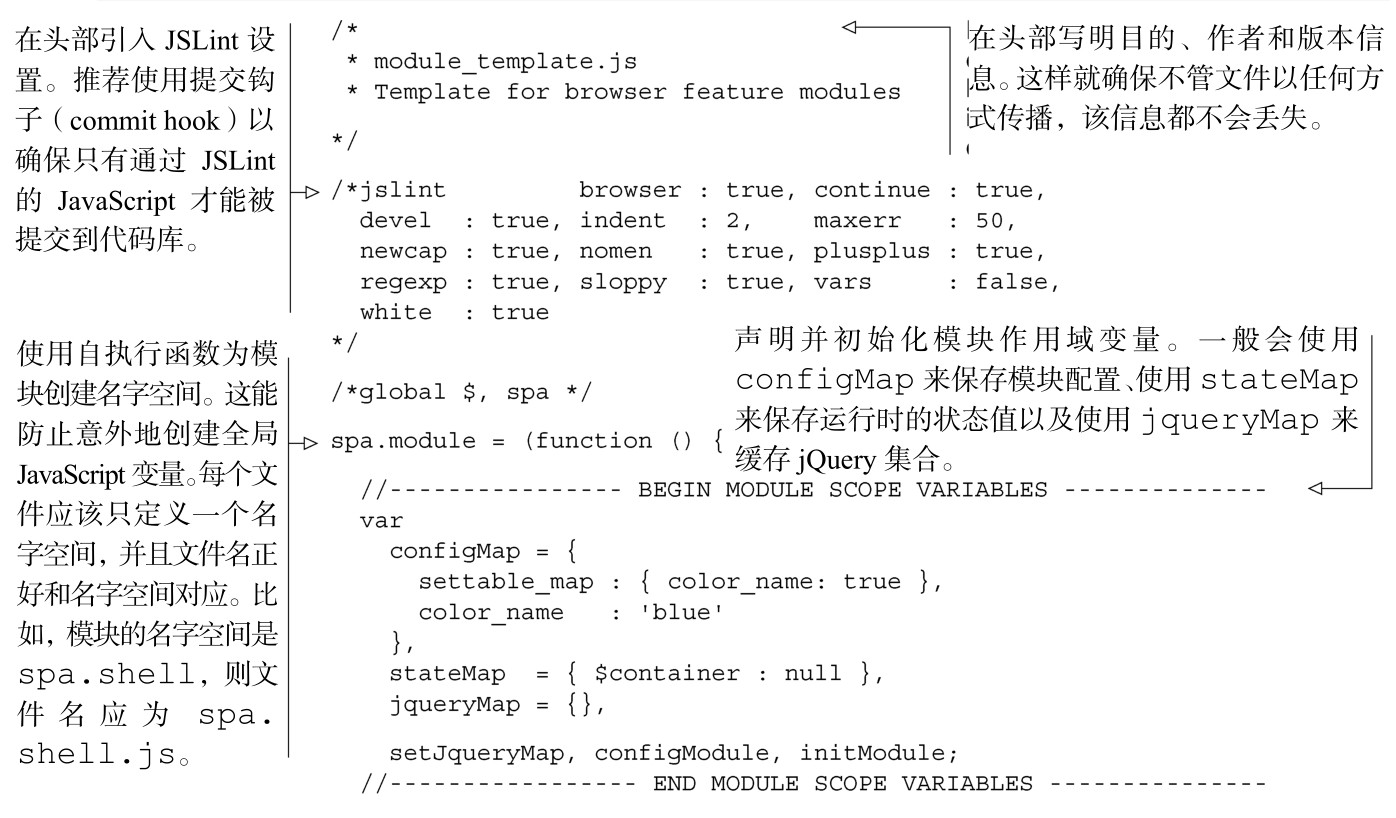 在头部引入 JSLint 设
置。推荐使用提交钩
子（commit hook）以
确保只有通过 JSLint
的 JavaScript 才能被
提交到代码库。
/*
 * module_template.js
 * Template for browser feature modules
*/
在头部写明目的、作者和版本信
息。这样就确保不管文件以任何方
式传播，该信息都不会丢失。
/*jslint         browser : true, continue : true,
  devel  : true, indent  : 2,    maxerr   : 50,
  newcap : true, nomen   : true, plusplus : true,
  regexp : true, sloppy  : true, vars     : false,
  white  : true
*/
/*global $, spa */
使用自执行函数为模
块创建名字空间。这能
防止意外地创建全局
JavaScript 变量。每个文
件应该只定义一个名
字空间，并且文件名正
好和名字空间对应。比
如，模块的名字空间是
spa.shell，则文
件名应为 spa.
shell.js。
spa.module = (function () {
声明并初始化模块作用域变量。一般会使用
configMap 来保存模块配置、使用 stateMap
来保存运行时的状态值以及使用 jqueryMap 来
缓存 jQuery 集合。
  //---------------- BEGIN MODULE SCOPE VARIABLES --------------
  var
    configMap = {
      settable_map : { color_name: true },
      color_name   : 'blue'
    },
    stateMap  = { $container : null },
    jqueryMap = {},
    setJqueryMap, configModule, initModule;
  //----------------- END MODULE SCOPE VARIABLES ---------------